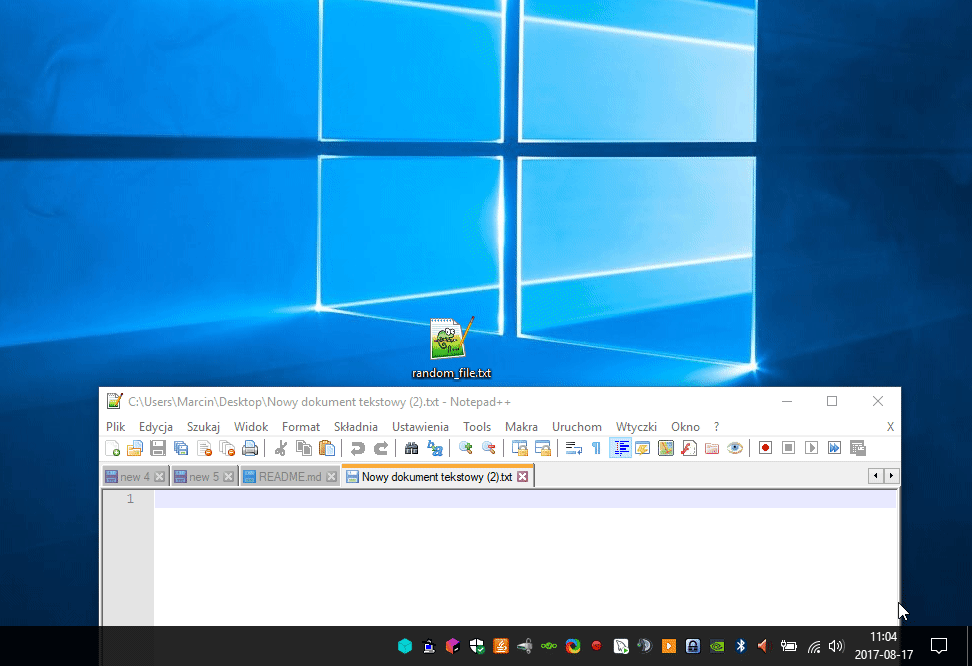 random_file.txt
C:\Users\Marcin\Desktop\Nowy dokument tekstowy (2).txt - Notepad++
Plik Edycja Szukaj Widok Format Składnia Ustawienia Tools Makra Uruchom Wtyczki Okno ? X
new 4 new 5 README.md Nowy dokument tekstowy (2).txt
1
11:04
2017-08-17